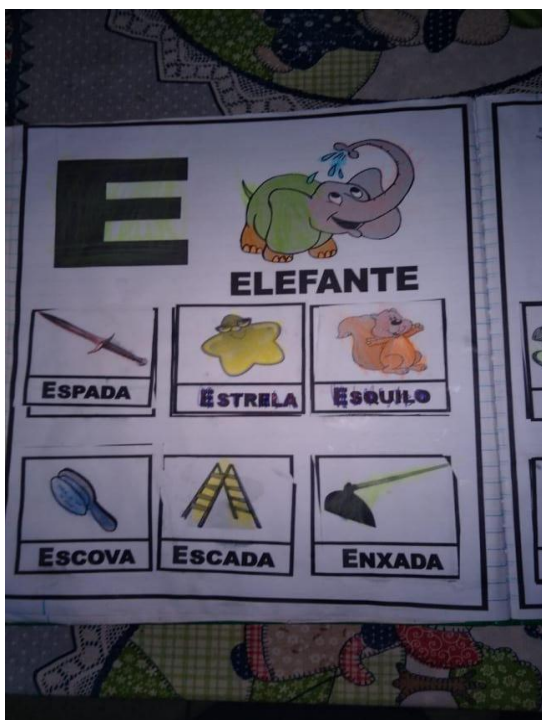 E
ELEFANTE
ESPADA
ESTRELA
ESQUILO
ESCOVA
ESCADA
ENXADA